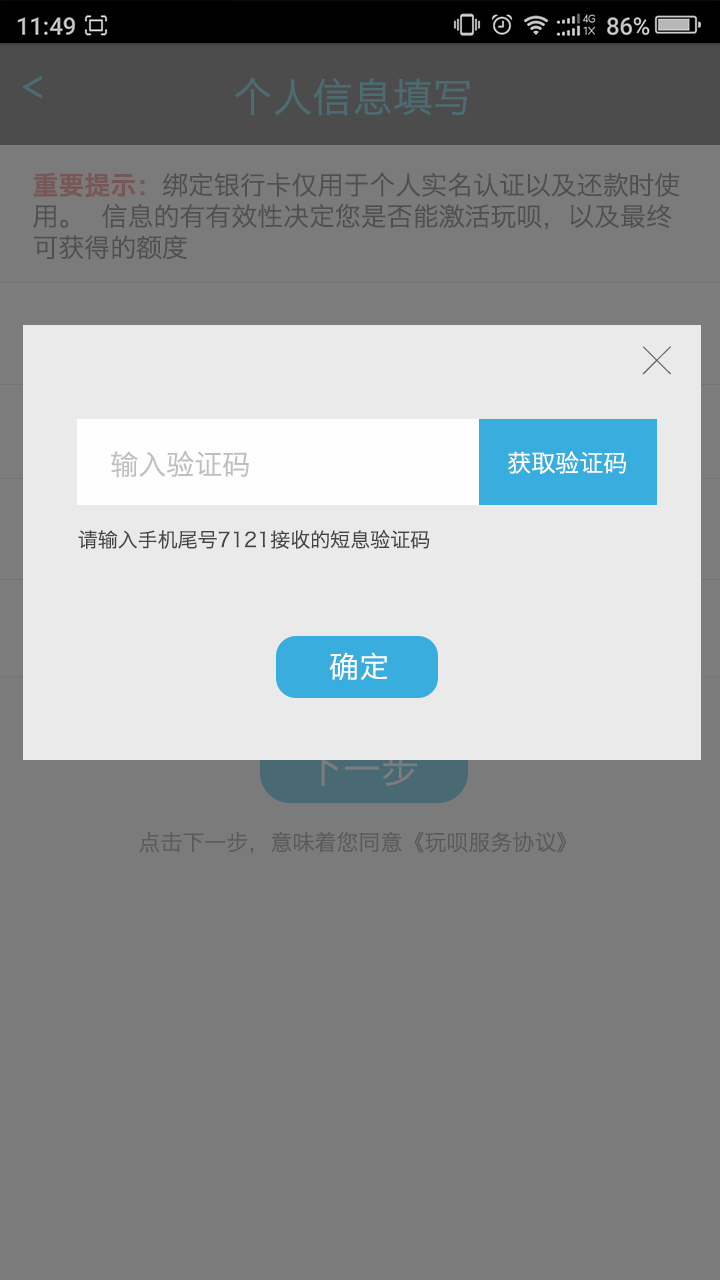 11:49
4G
1X
86%
<
个人信息填写
重要提示：绑定银行卡仅用于个人实名认证以及还款时使
用。 信息的有有效性决定您是否能激活玩呗，以及最终
可获得的额度
输入验证码
获取验证码
请输入手机尾号7121接收的短息验证码
确定
下一步
点击下一步，意味着您同意《玩呗服务协议》